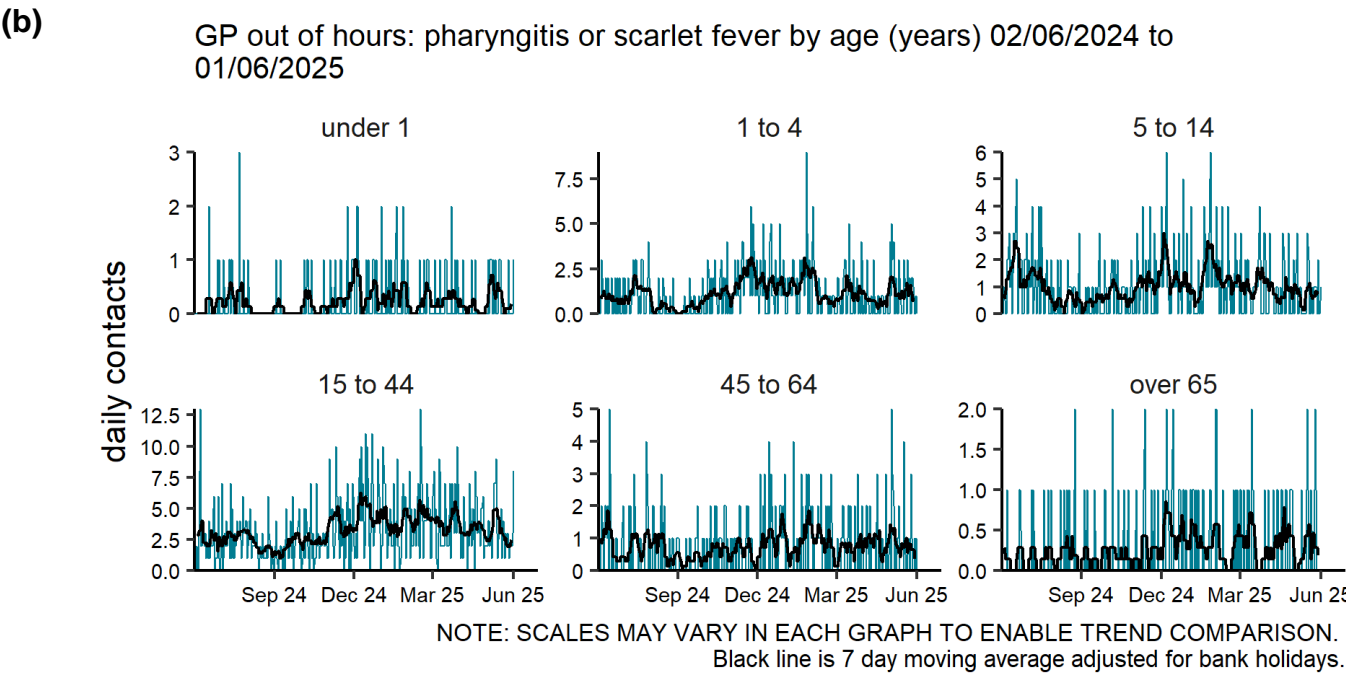 (b)
GP out of hours: pharyngitis or scarlet fever by age (years) 02/06/2024 to
01/06/2025
daily contacts
under 1
3
2
1
0
1 to 4
7.5
5.0
2.5
0.0
5 to 14
6
5
4
3
2
1
0
15 to 44
12.5
10.0
7.5
5.0
2.5
0.0
Sep 24 Dec 24 Mar 25 Jun 25
45 to 64
5
4
3
2
1
0
Sep 24 Dec 24 Mar 25 Jun 25
over 65
2.0
1.5
1.0
0.5
0.0
Sep 24 Dec 24 Mar 25 Jun 25
NOTE: SCALES MAY VARY IN EACH GRAPH TO ENABLE TREND COMPARISON.
Black line is 7 day moving average adjusted for bank holidays.